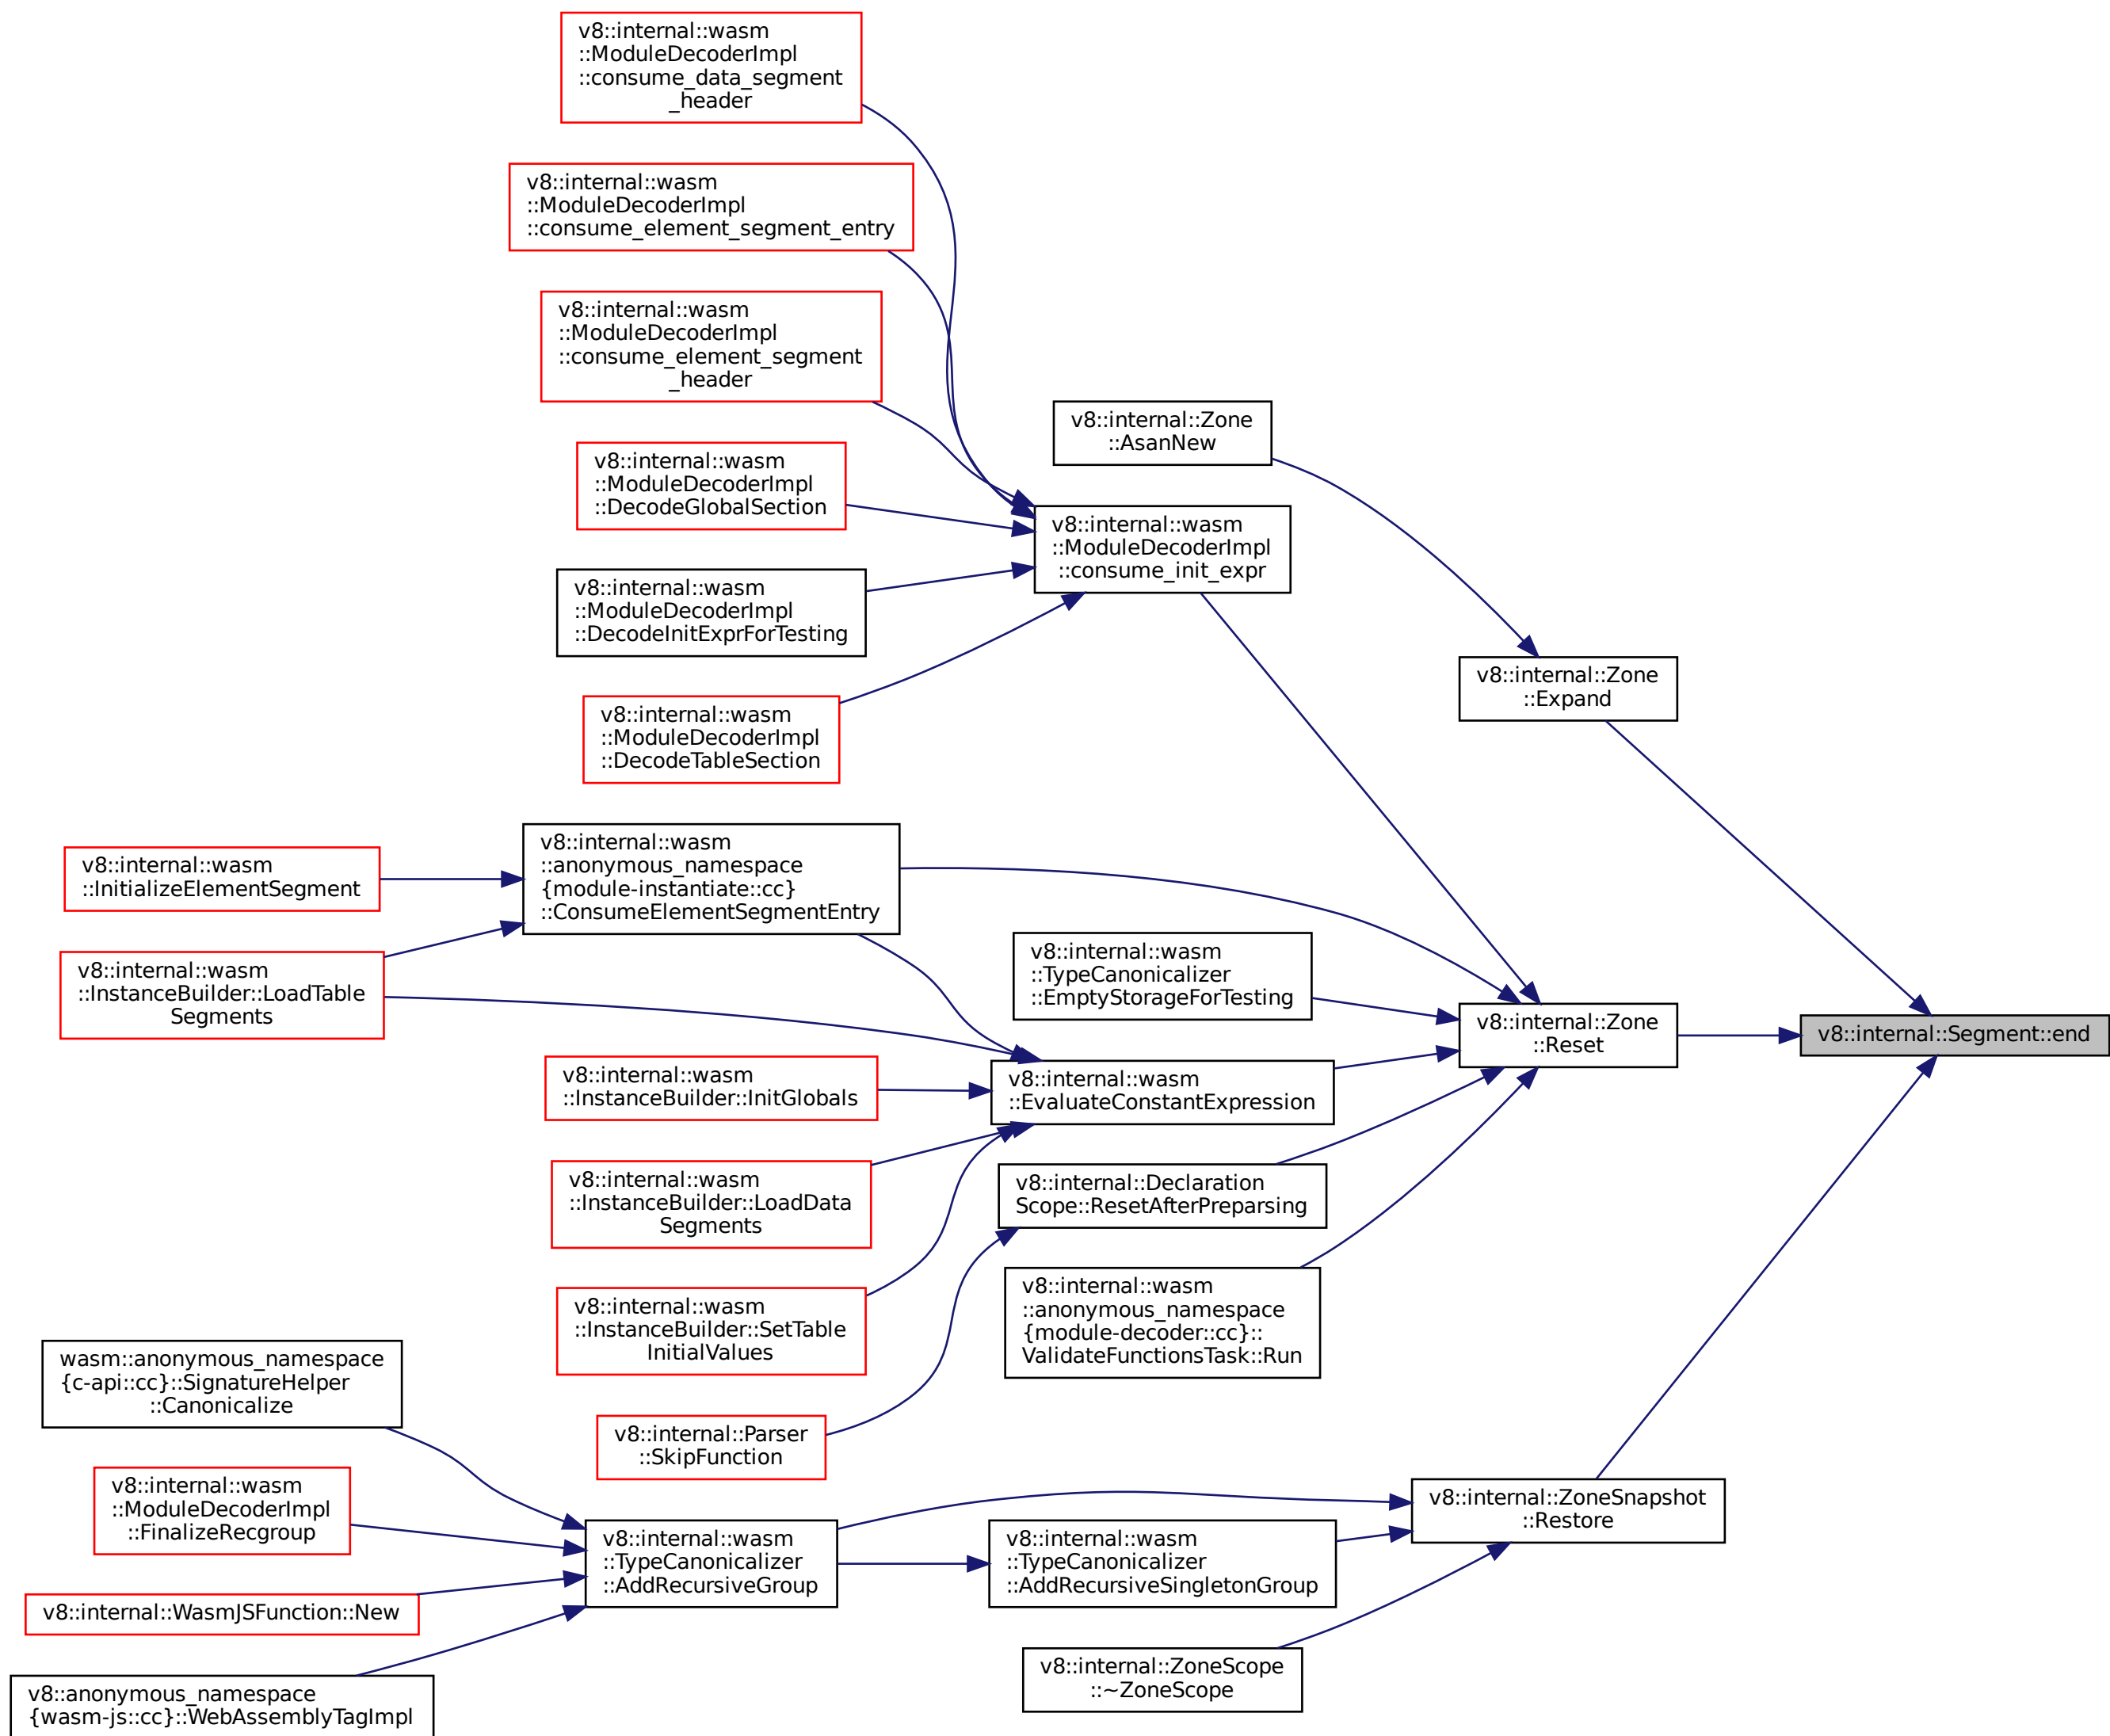 v8::internal::wasm
::ModuleDecoderImpl
::consume_data_segment
_header
v8::internal::wasm
::ModuleDecoderImpl
::consume_element_segment_entry
v8::internal::wasm
::ModuleDecoderImpl
::consume_element_segment
_header
v8::internal::Zone
::AsanNew
v8::internal::wasm
::ModuleDecoderImpl
::DecodeGlobalSection
v8::internal::wasm
::ModuleDecoderImpl
::consume_init_expr
v8::internal::wasm
::ModuleDecoderImpl
::DecodeInitExprForTesting
v8::internal::Zone
::Expand
v8::internal::wasm
::ModuleDecoderImpl
::DecodeTableSection
v8::internal::wasm
::anonymous_namespace
{module-instantiate::cc}
::ConsumeElementSegmentEntry
v8::internal::wasm
::InitializeElementSegment
v8::internal::wasm
::InstanceBuilder::LoadTable
Segments
v8::internal::wasm
::TypeCanonicalizer
::EmptyStorageForTesting
v8::internal::Zone
::Reset
v8::internal::Segment::end
v8::internal::wasm
::InstanceBuilder::InitGlobals
v8::internal::wasm
::EvaluateConstantExpression
v8::internal::wasm
::InstanceBuilder::LoadData
Segments
v8::internal::Declaration
Scope::ResetAfterPreparsing
v8::internal::wasm
::InstanceBuilder::SetTable
InitialValues
v8::internal::wasm
::anonymous_namespace
{module-decoder::cc}::
ValidateFunctionsTask::Run
wasm::anonymous_namespace
{c-api::cc}::SignatureHelper
::Canonicalize
v8::internal::Parser
::SkipFunction
v8::internal::wasm
::ModuleDecoderImpl
::FinalizeRecgroup
v8::internal::ZoneSnapshot
::Restore
v8::internal::wasm
::TypeCanonicalizer
::AddRecursiveGroup
v8::internal::wasm
::TypeCanonicalizer
::AddRecursiveSingletonGroup
v8::internal::WasmJSFunction::New
v8::internal::ZoneScope
::~ZoneScope
v8::anonymous_namespace
{wasm-js::cc}::WebAssemblyTagImpl